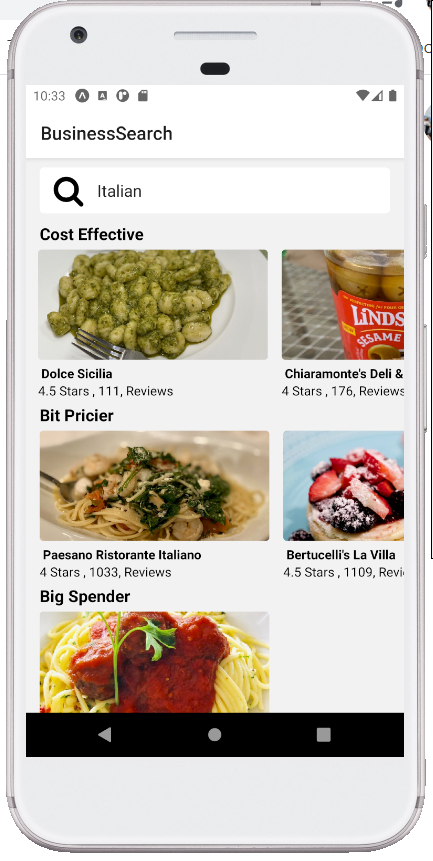 10:33
BusinessSearch
Italian
Cost Effective
LINDS
SESAME
Dolce Sicilia
Chiaramonte's Deli &
4.5 Stars , 111, Reviews
4 Stars , 176, Reviews
Bit Pricier
Paesano Ristorante Italiano
Bertucelli's La Villa
4 Stars , 1033, Reviews
4.5 Stars , 1109, Revi
Big Spender